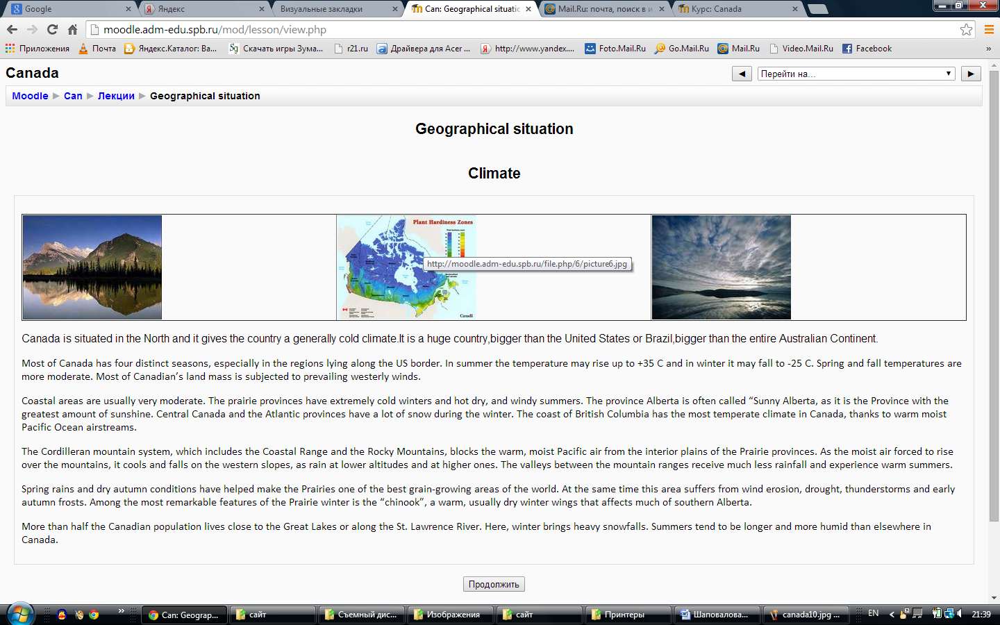 Google
Яндекс
Визуальные закладки
Can: Geographical situatio
Mail.Ru: почта, поиск в и
Курс: Canada
moodle.adm-edu.spb.ru/mod/lesson/view.php
Приложения
Почта
Яндекс.Каталог: Ba...
Скачать игры Зума...
r21.ru
Драйвера для Acer ...
http://www.yandex....
Foto.Mail.Ru
Go.Mail.Ru
Mail.Ru
Video.Mail.Ru
Facebook
»
Canada
Перейти на...
Moodle ► Can ► Лекции ► Geographical situation
Geographical situation
Climate
Plant Hardiness Zones
Canada
http://moodle.adm-edu.spb.ru/file.php/6/picture6.jpg
Canada is situated in the North and it gives the country a generally cold climate.It is a huge country,bigger than the United States or Brazil,bigger than the entire Australian Continent.
Most of Canada has four distinct seasons, especially in the regions lying along the US border. In summer the temperature may rise up to +35 C and in winter it may fall to -25 C. Spring and fall temperatures are
more moderate. Most of Canadian’s land mass is subjected to prevailing westerly winds.
Coastal areas are usually very moderate. The prairie provinces have extremely cold winters and hot dry, and windy summers. The province Alberta is often called “Sunny Alberta, as it is the Province with the
greatest amount of sunshine. Central Canada and the Atlantic provinces have a lot of snow during the winter. The coast of British Columbia has the most temperate climate in Canada, thanks to warm moist
Pacific Ocean airstreams.
The Cordilleran mountain system, which includes the Coastal Range and the Rocky Mountains, blocks the warm, moist Pacific air from the interior plains of the Prairie provinces. As the moist air forced to rise
over the mountains, it cools and falls on the western slopes, as rain at lower altitudes and at higher ones. The valleys between the mountain ranges receive much less rainfall and experience warm summers.
Spring rains and dry autumn conditions have helped make the Prairies one of the best grain-growing areas of the world. At the same time this area suffers from wind erosion, drought, thunderstorms and early
autumn frosts. Among the most remarkable features of the Prairie winter is the “chinook”, a warm, usually dry winter wings that affects much of southern Alberta.
More than half the Canadian population lives close to the Great Lakes or along the St. Lawrence River. Here, winter brings heavy snowfalls. Summers tend to be longer and more humid than elsewhere in
Canada.
Продолжить
»
Can: Geograp...
сайт
Съемный дис...
Изображения
сайт
Принтеры
Шаповалова...
canada10.jpg ...
EN
21:39